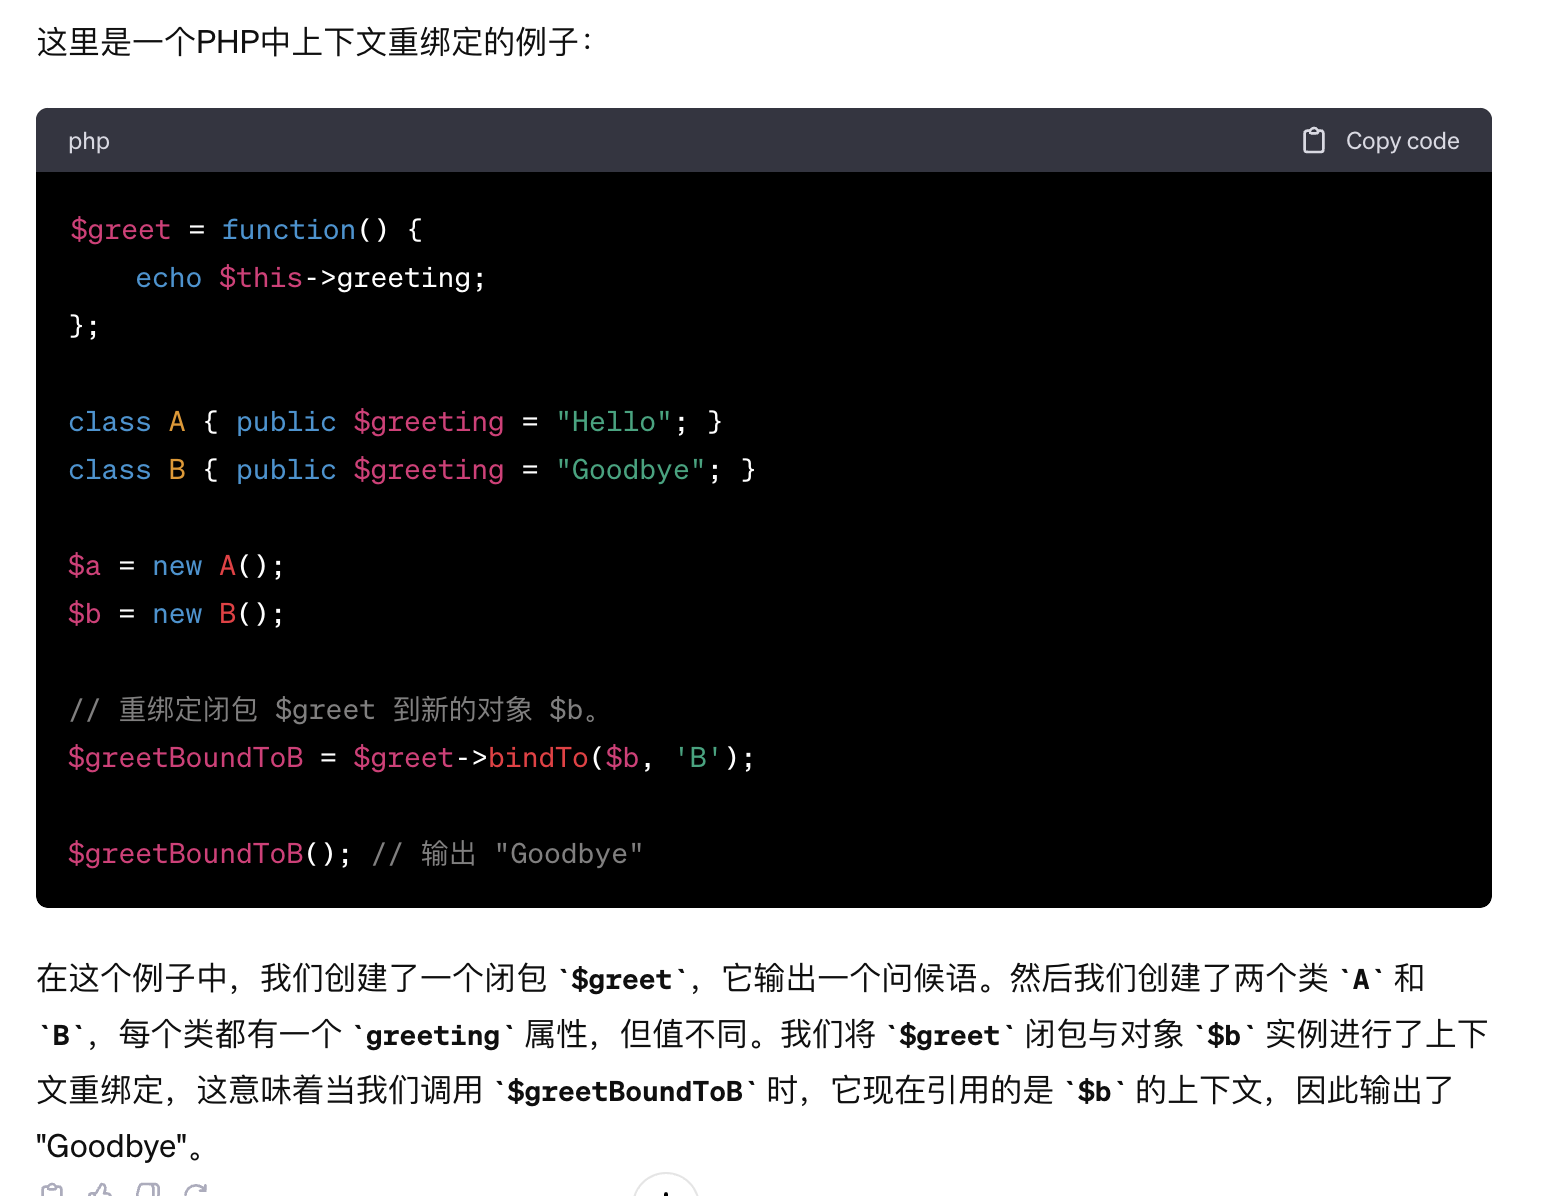 这里是一个PHP中上下文重绑定的例子：
php
Copy code
$greet = function() {
    echo $this->greeting;
};
class A { public $greeting = "Hello"; }
class B { public $greeting = "Goodbye"; }
$a = new A();
$b = new B();
// 重绑定闭包 $greet 到新的对象 $b。
$greetBoundToB = $greet->bindTo($b, 'B');
$greetBoundToB(); // 输出 "Goodbye"
在这个例子中，我们创建了一个闭包 `$greet`，它输出一个问候语。然后我们创建了两个类 `A` 和
`B`，每个类都有一个 `greeting` 属性，但值不同。我们将 `$greet` 闭包与对象 `$b` 实例进行了上下
文重绑定，这意味着当我们调用 `$greetBoundToB` 时，它现在引用的是 `$b` 的上下文，因此输出了
"Goodbye"。